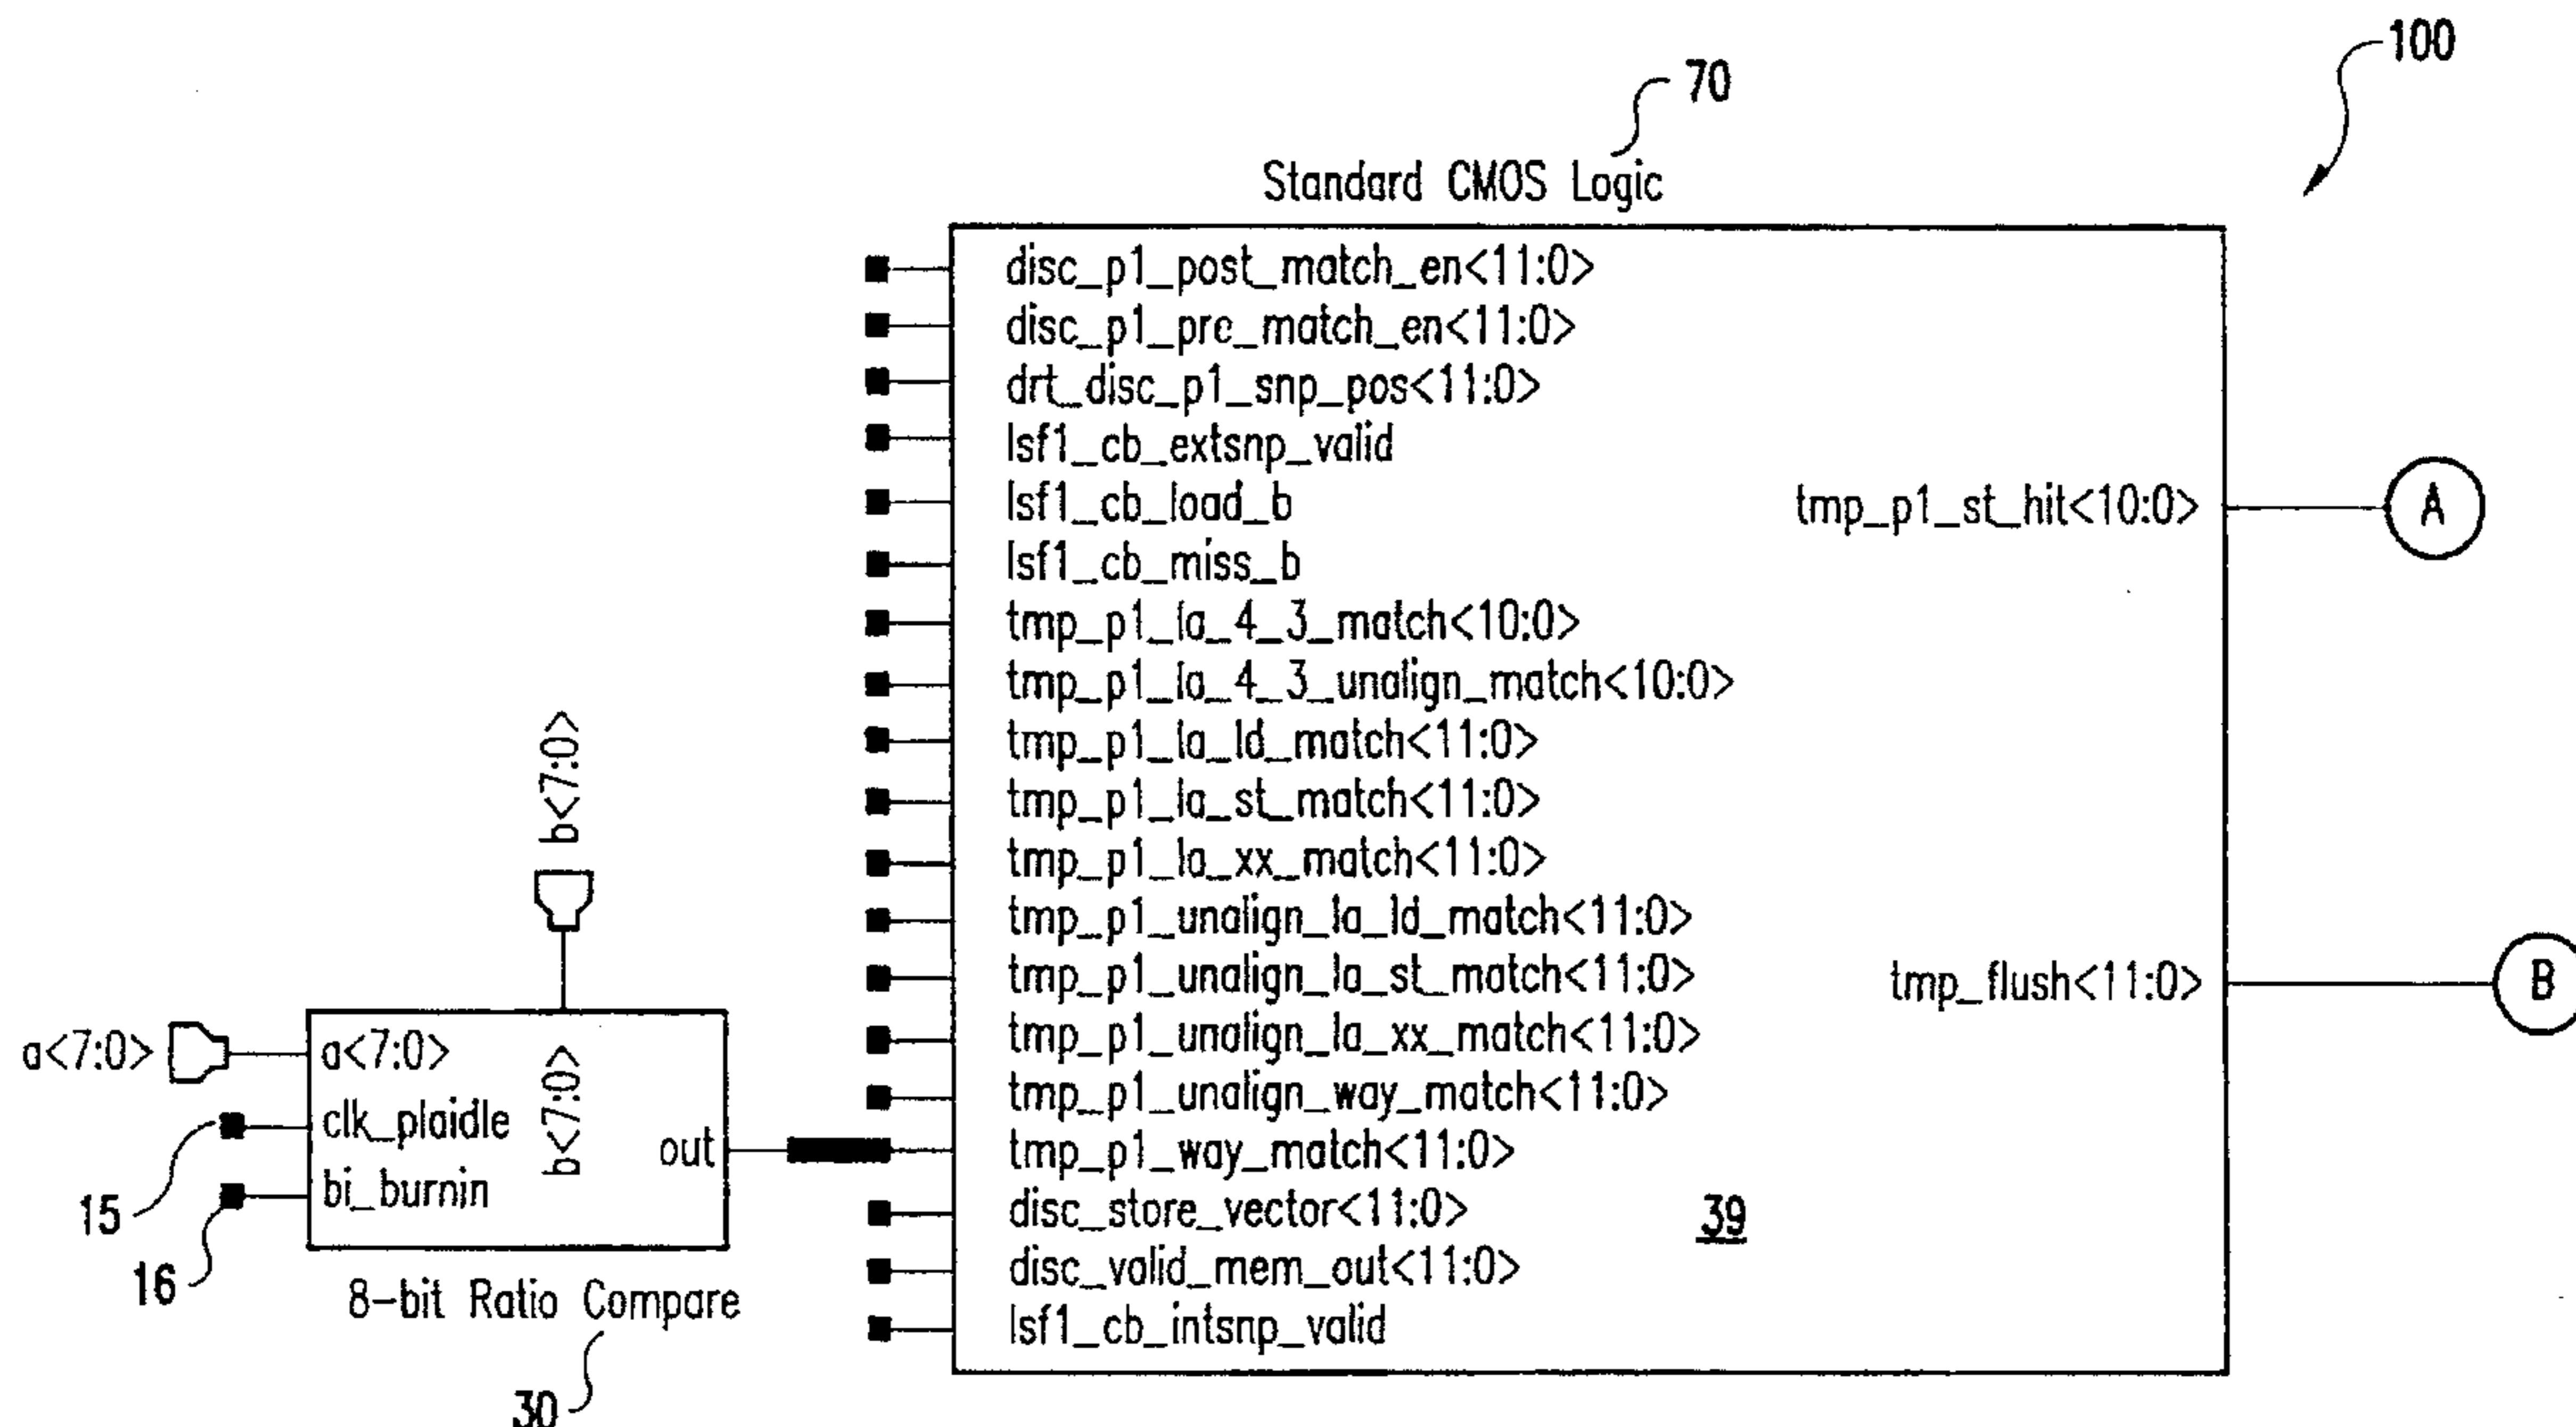 100
70
Standard CMOS Logic
disc_p1_post_match_en<11:0>
disc_p1_pre_match_en<11:0>
drt_disc_p1_snp_pos<11:0>
lsf1_cb_extsnp_valid
lsf1_cb_load_b
lsf1_cb_miss_b
tmp_p1_la_4_3_match<10:0>
tmp_p1_la_4_3_unalign_match<10:0>
tmp_p1_la_ld_match<11:0>
tmp_p1_la_st_match<11:0>
tmp_p1_la_xx_match<11:0>
tmp_p1_unalign_la_ld_match<11:0>
tmp_p1_unalign_la_st_match<11:0>
tmp_p1_unalign_la_xx_match<11:0>
tmp_p1_unalign_way_match<11:0>
tmp_p1_way_match<11:0>
disc_store_vector<11:0>
disc_valid_mem_out<11:0>
lsf1_cb_intsnp_valid
39
tmp_p1_st_hit<10:0>
A
tmp_flush<11:0>
B
b<7:0>
a<7:0>
a<7:0>
clk_plaidle
bi_burnin
b<7:0>
out
15
16
8-bit Ratio Compare
30